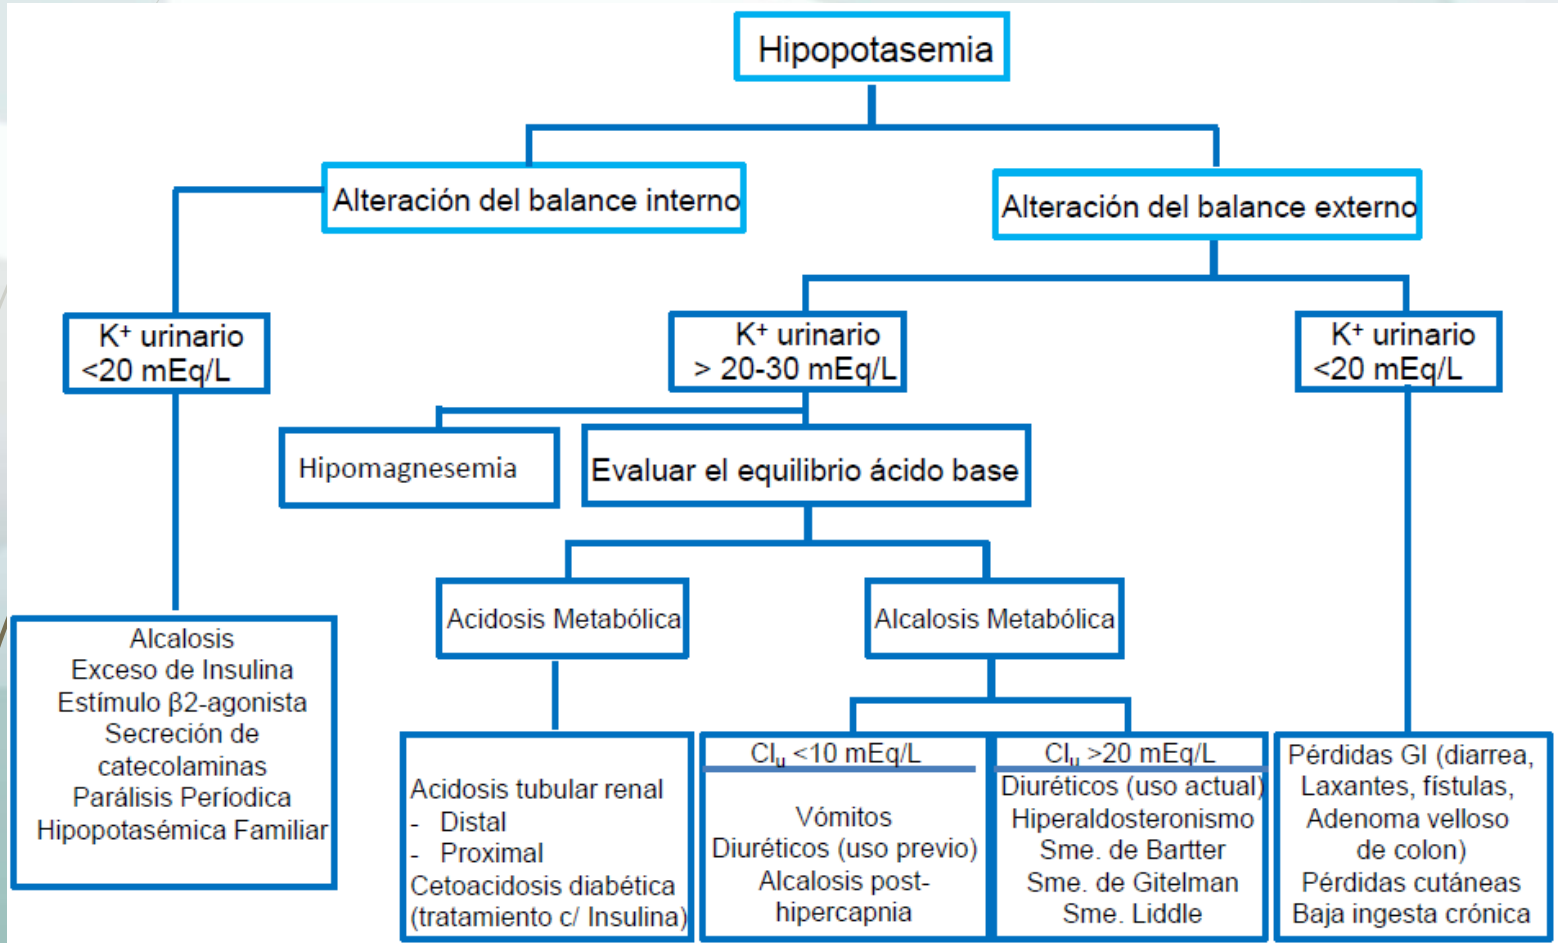 Hipopotasemia
Alteración del balance interno
Alteración del balance externo
K⁺ urinario
<20 mEq/L
K⁺ urinario
> 20-30 mEq/L
K⁺ urinario
<20 mEq/L
Hipomagnesemia
Evaluar el equilibrio ácido base
Acidosis Metabólica
Alcalosis Metabólica
Alcalosis
Exceso de Insulina
Estímulo β2-agonista
Secreción de
catecolaminas
Parálisis Períodica
Hipopotasémica Familiar
Acidosis tubular renal
- Distal
- Proximal
Cetoacidosis diabética
(tratamiento c/ Insulina)
Clᵤ <10 mEq/L
Vómitos
Diuréticos (uso previo)
Alcalosis post-
hipercapnia
Clᵤ >20 mEq/L
Diuréticos (uso actual)
Hiperaldosteronismo
Sme. de Bartter
Sme. de Gitelman
Sme. Liddle
Pérdidas GI (diarrea,
Laxantes, fístulas,
Adenoma velloso
de colon)
Pérdidas cutáneas
Baja ingesta crónica